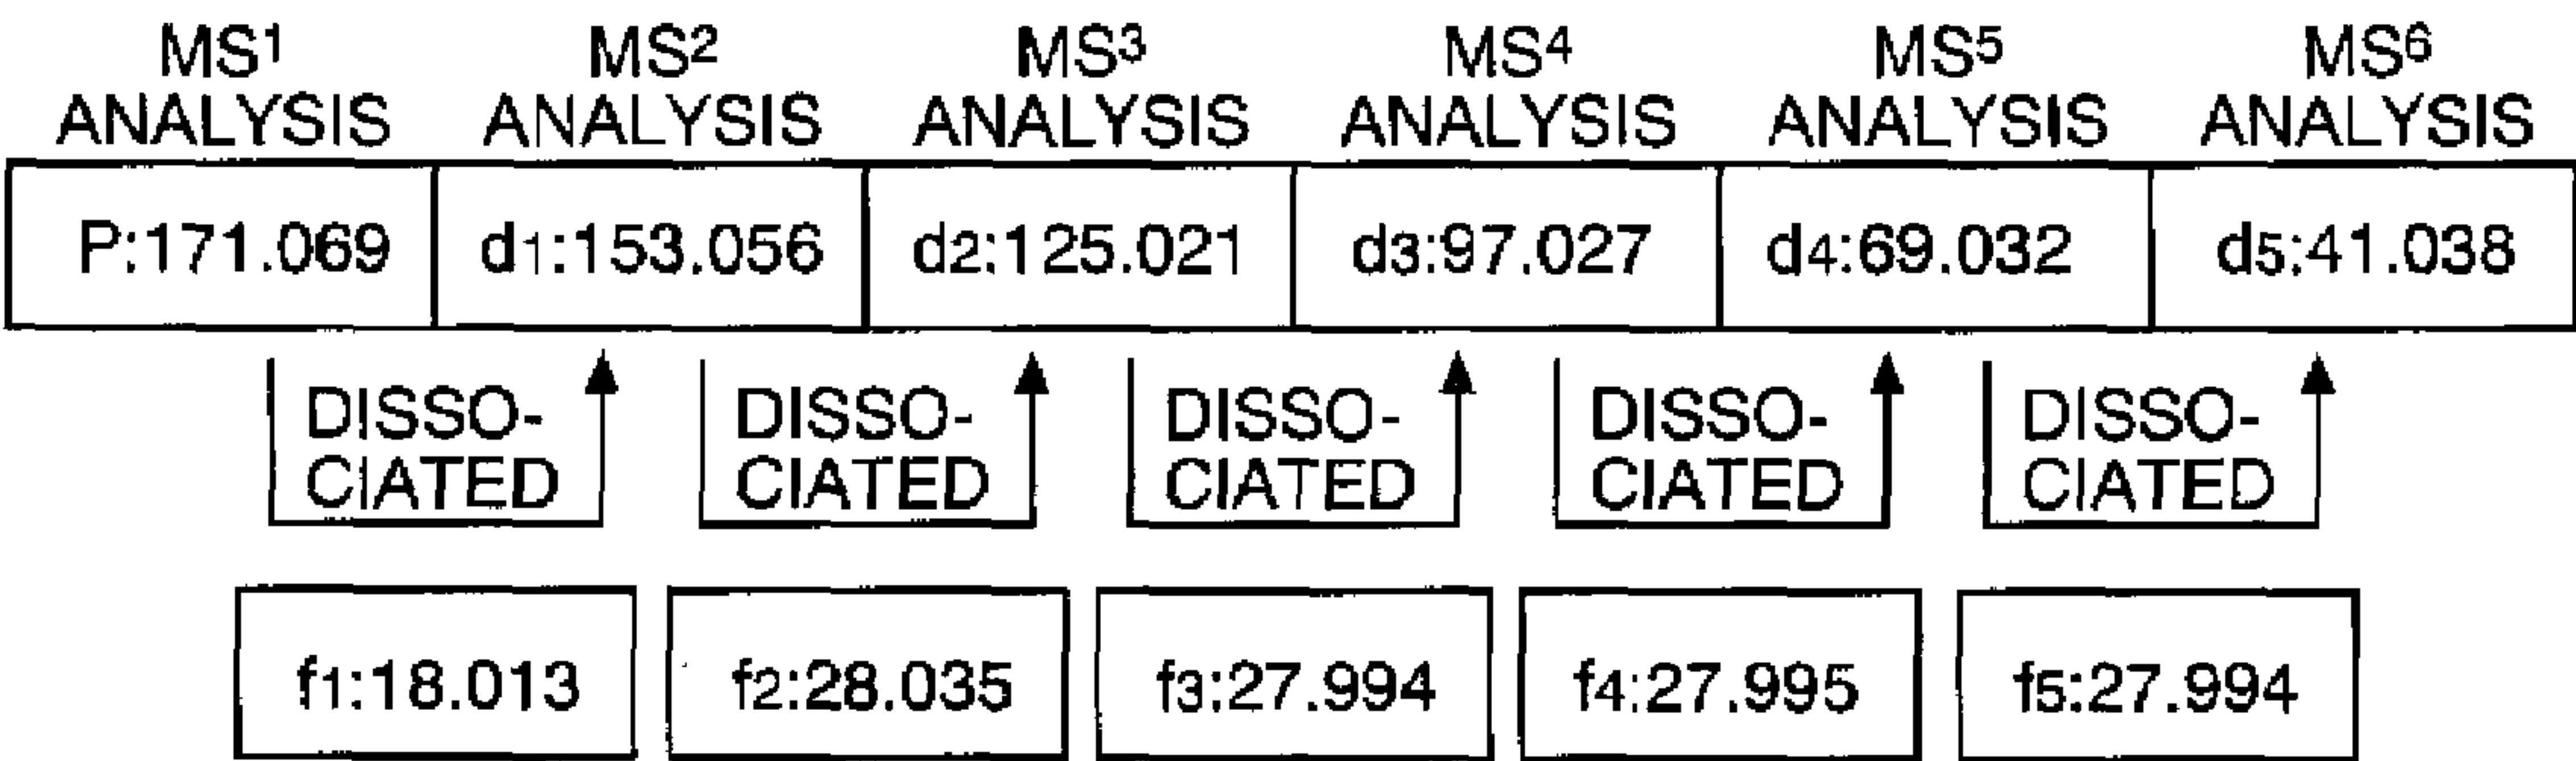 MS1 MS2 MS3 MS4 MS5 MS6
ANALYSIS ANALYSIS ANALYSIS ANALYSIS ANALYSIS ANALYSIS
P:171.069 d1:153.056 d2:125.021 d3:97.027 d4:69.032 d5:41.038
DISSO- DISSO- DISSO- DISSO- DISSO-
CIATED CIATED CIATED CIATED CIATED
f1:18.013 f2:28.035 f3:27.994 f4:27.995 f5:27.994